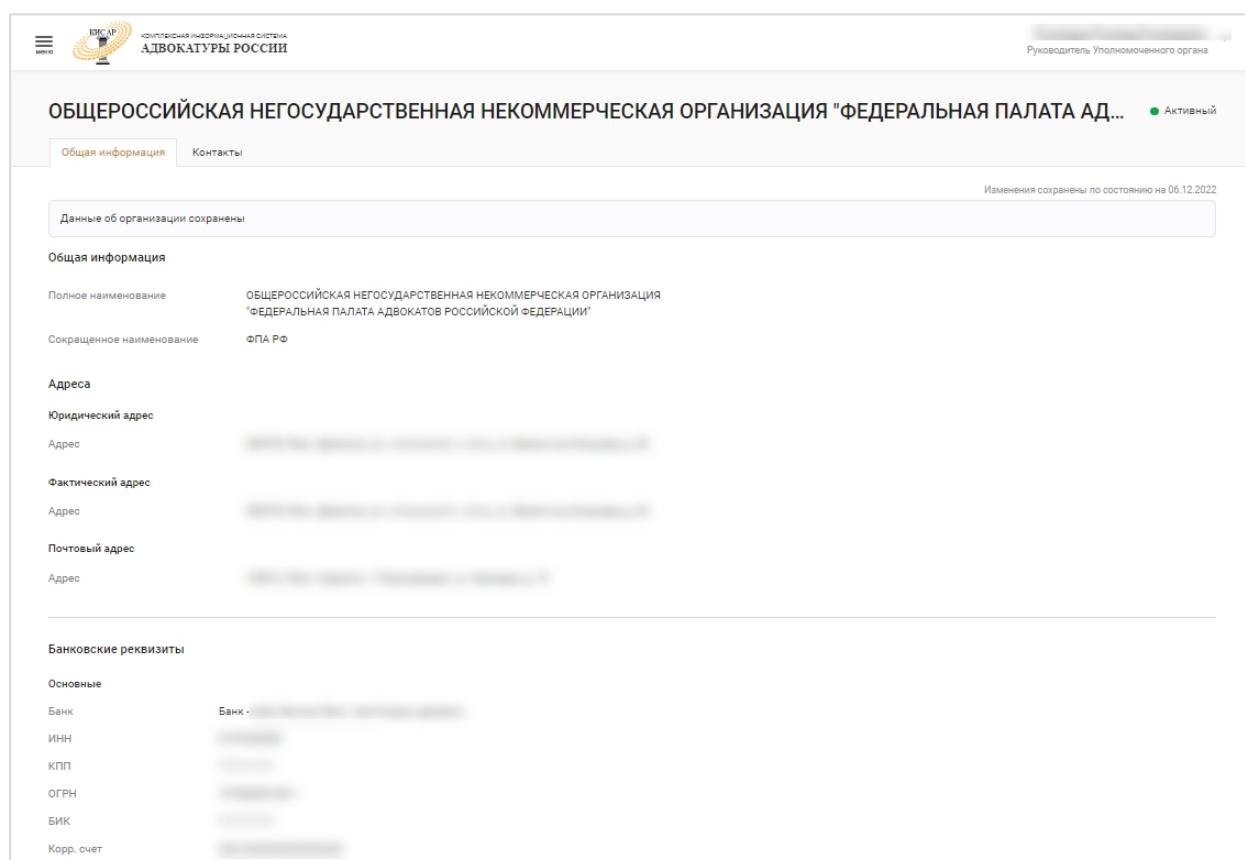 КИС АР
КОМПЛЕКСНАЯ ИНФОРМАЦИОННАЯ СИСТЕМА
АДВОКАТУРЫ РОССИИ
МЕНЮ
Руководитель Уполномоченного органа
ОБЩЕРОССИЙСКАЯ НЕГОСУДАРСТВЕННАЯ НЕКОММЕРЧЕСКАЯ ОРГАНИЗАЦИЯ "ФЕДЕРАЛЬНАЯ ПАЛАТА АД... Активный
Общая информация Контакты
Изменения сохранены по состоянию на 06.12.2022
Данные об организации сохранены
Общая информация
Полное наименование ОБЩЕРОССИЙСКАЯ НЕГОСУДАРСТВЕННАЯ НЕКОММЕРЧЕСКАЯ ОРГАНИЗАЦИЯ
"ФЕДЕРАЛЬНАЯ ПАЛАТА АДВОКАТОВ РОССИЙСКОЙ ФЕДЕРАЦИИ"
Сокращенное наименование ФПА РФ
Адреса
Юридический адрес
Адрес
Фактический адрес
Адрес
Почтовый адрес
Адрес
Банковские реквизиты
Основные
Банк Банк -
ИНН
КПП
ОГРН
БИК
Корр. счет